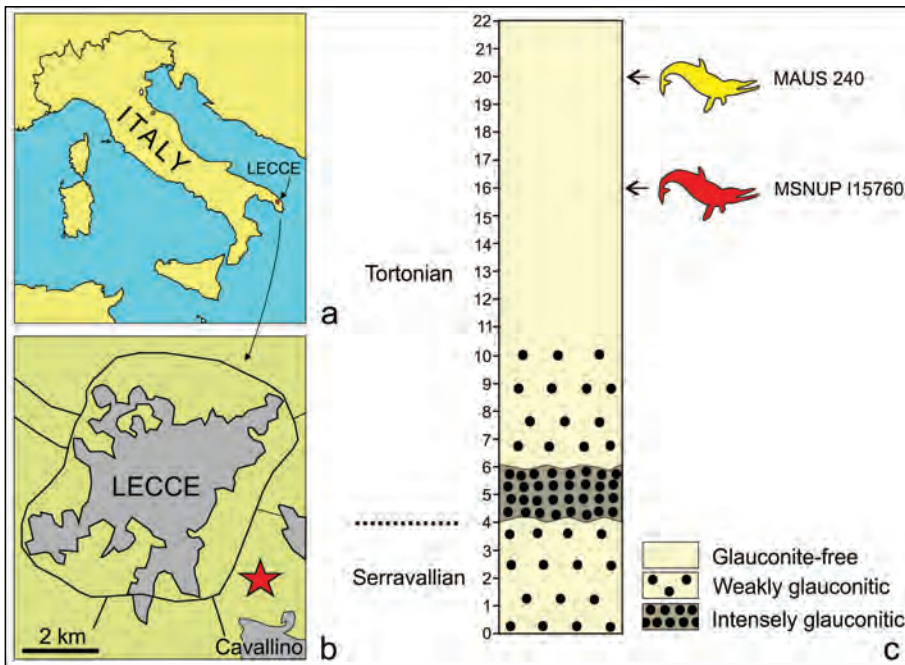 ITALY
LECCE
a
LECCE
2 km
Cavallino
b
22
21
20
19
18
17
16
15
14
13
12
11
10
9
8
7
6
5
4
3
2
1
0
MAUS 240
MSNUP I15760
Tortonian
Serravallian
Glauconite-free
Weakly glauconitic
Intensely glauconitic
c